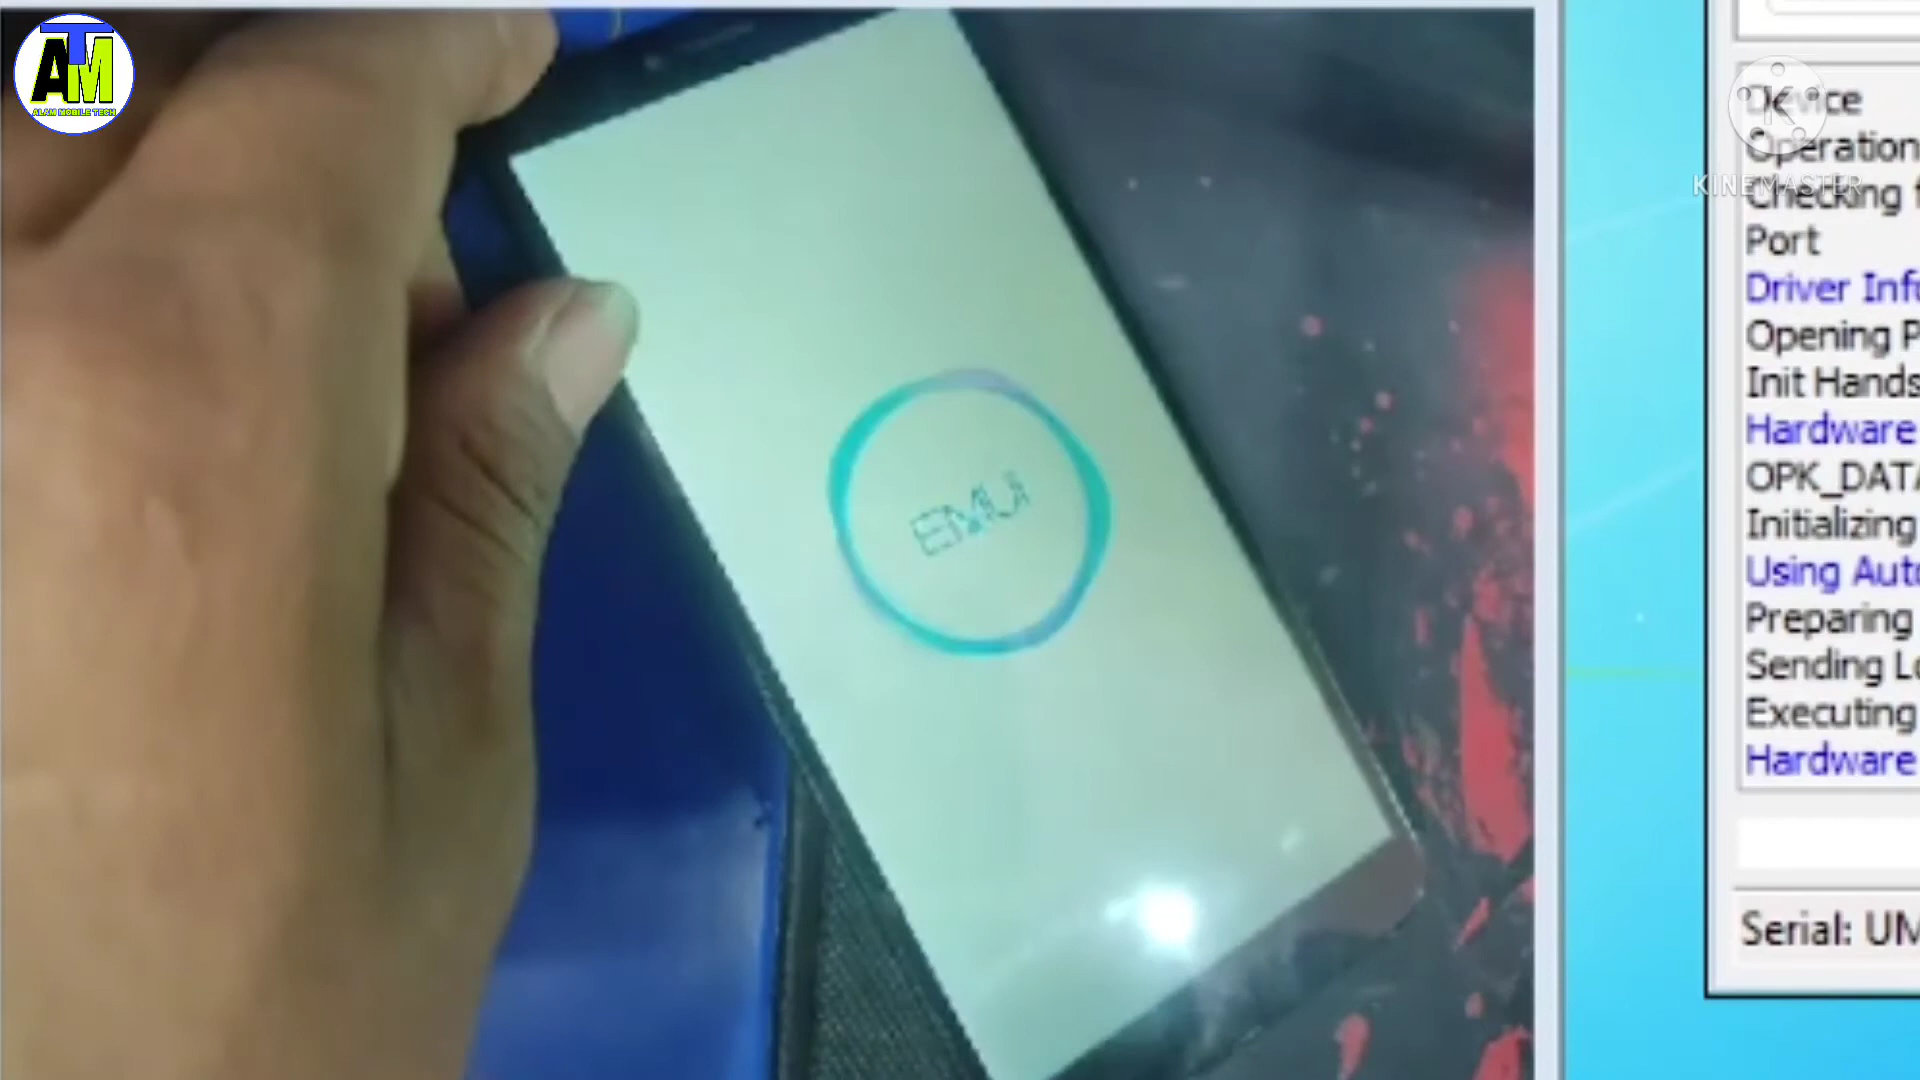 ATM
ALAM MOBILE TECH
EMUI
KINEMASTER
Device
Operation
Checking
Port
Driver
Opening
Init
Hardware
OPK_DATA
Initializing
Using
Preparing
Sending
Executing
Hardware
Serial: